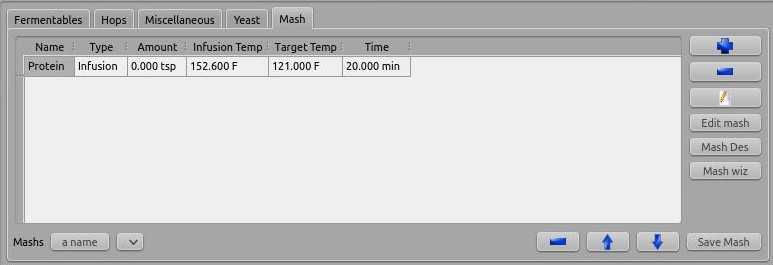 Fermentables Hops Miscellaneous Yeast Mash
Name Type Amount Infusion Temp Target Temp Time
Protein Infusion 0.000 tsp 152.600 F 121.000 F 20.000 min
Edit mash
Mash Des
Mash wiz
Mashs a name Save Mash